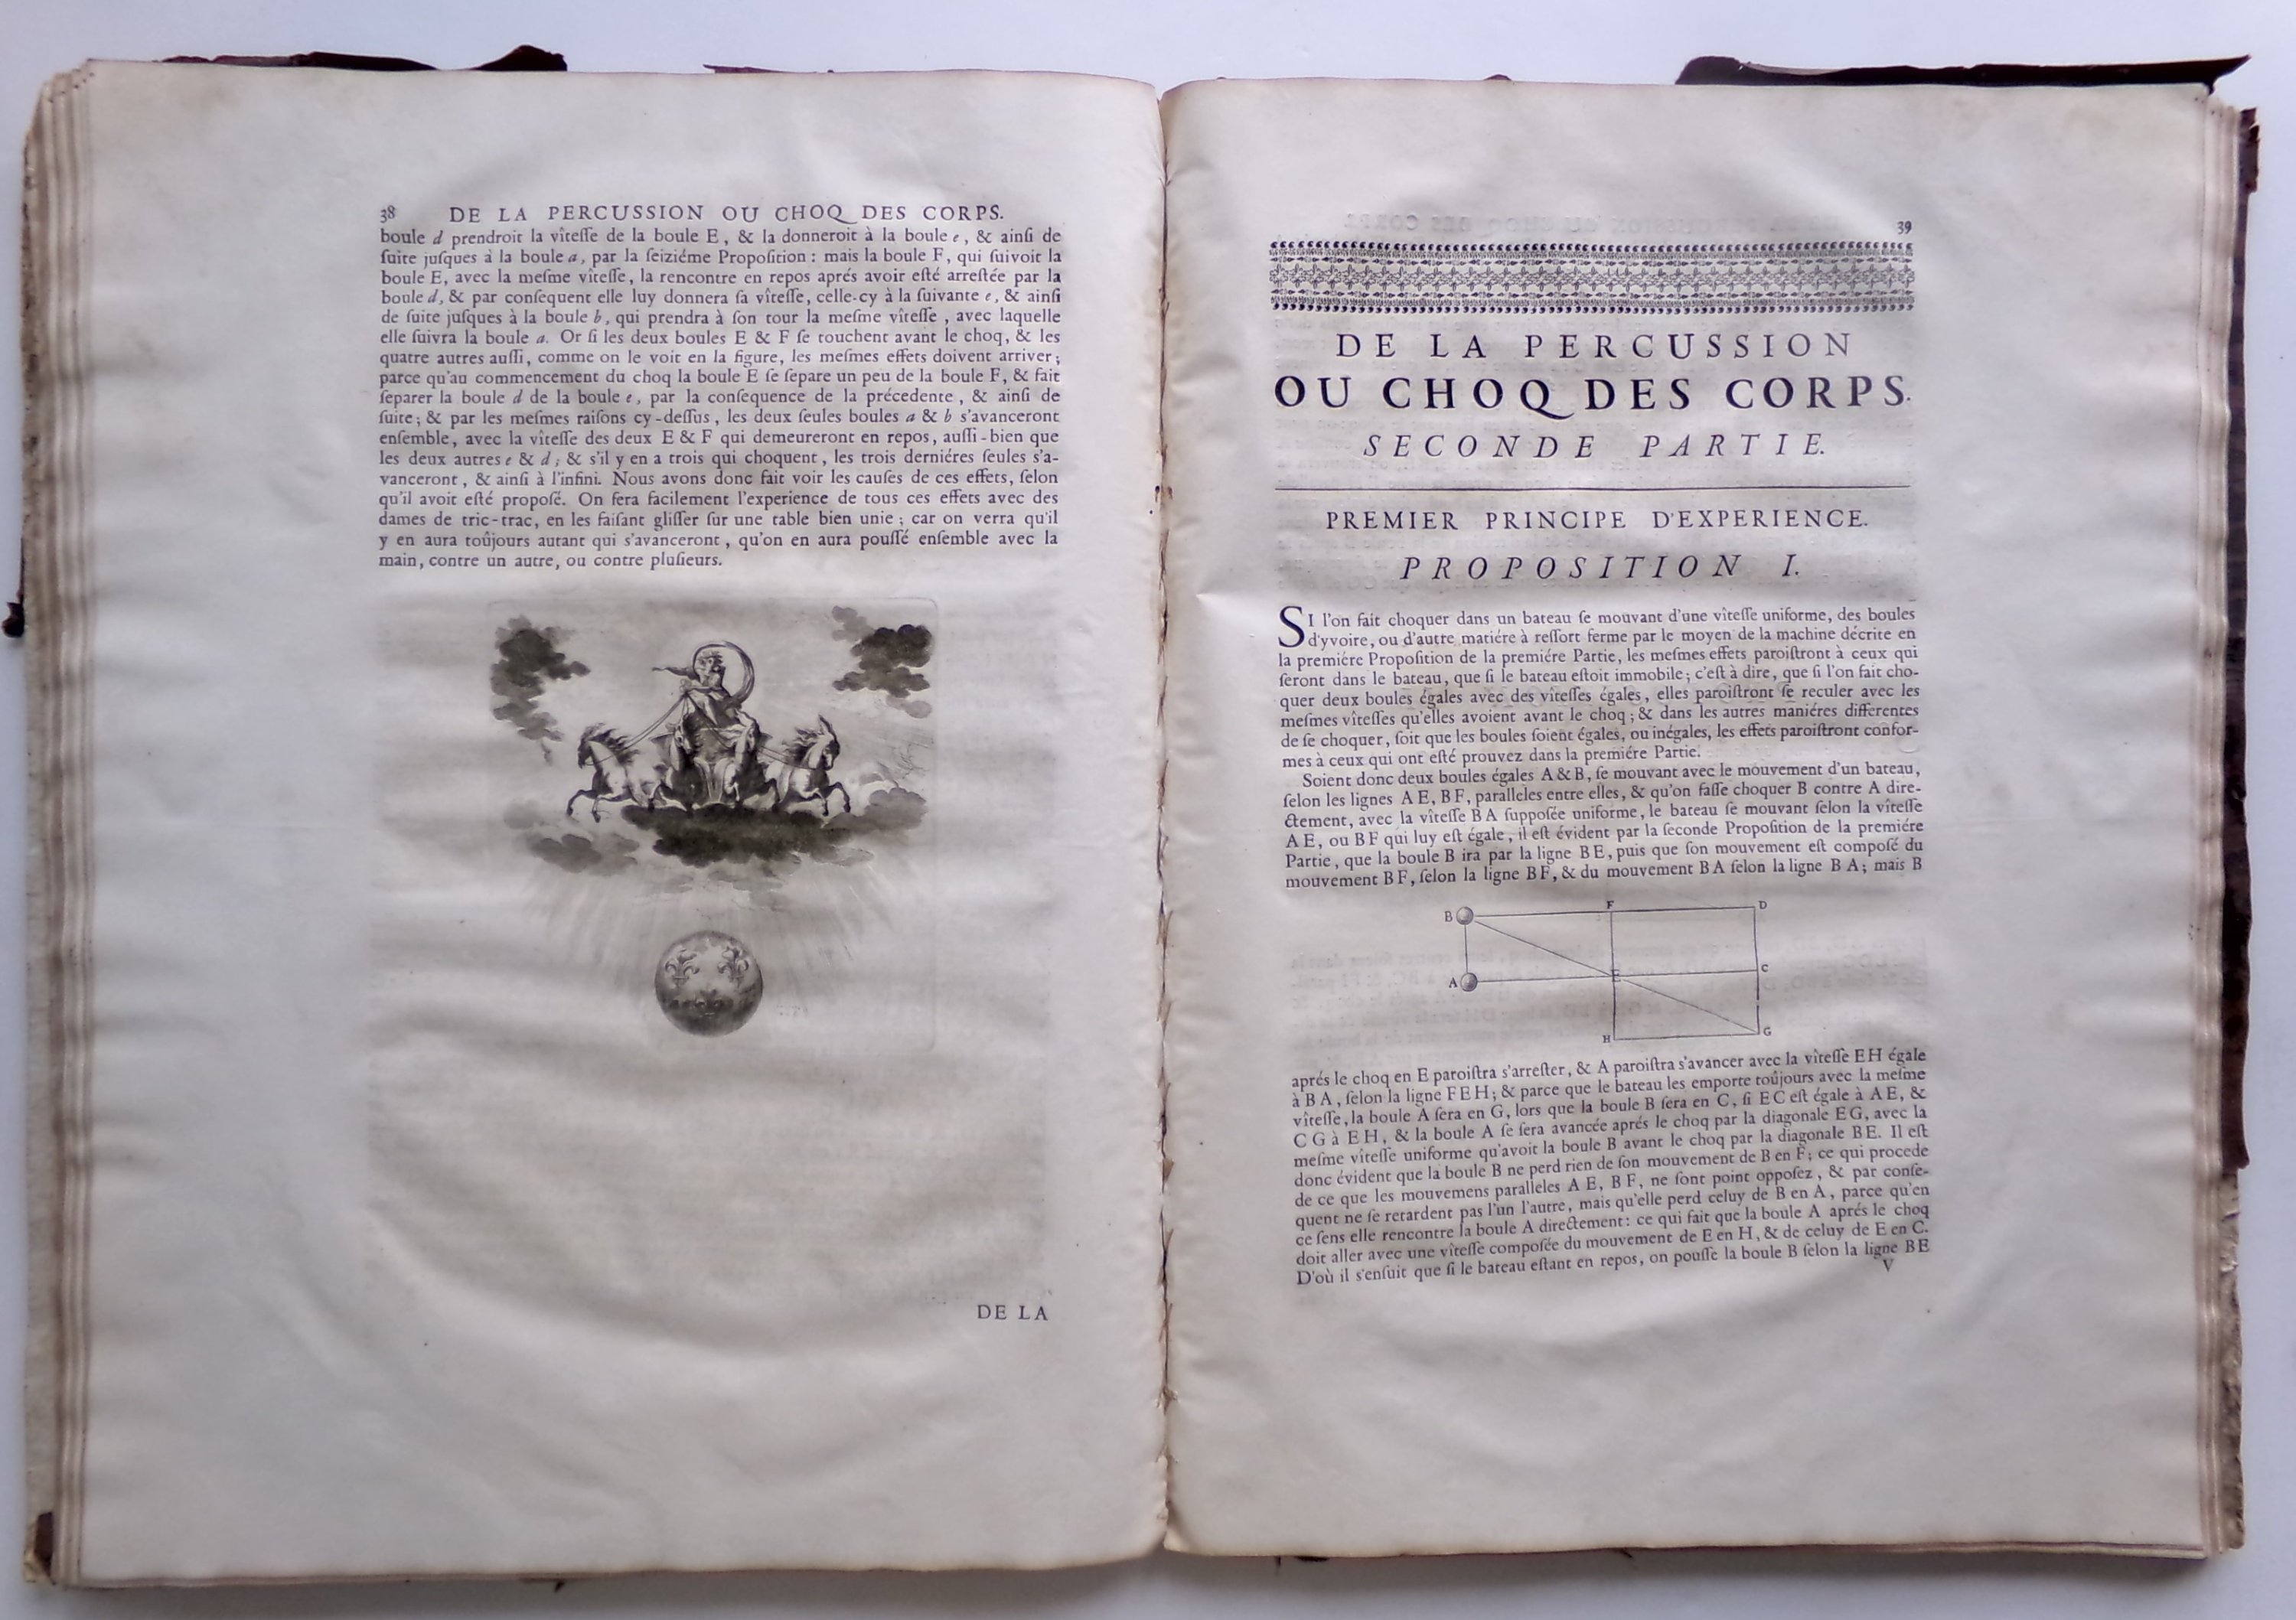 38 DE LA PERCUSSION OU CHOQ DES CORPS.
boule d prendroit la vîteſſe de la boule E, & la donneroit à la boule e, & ainſi de
ſuite juſques à la boule a, par la ſeiziéme Propoſition : mais la boule F, qui ſuivoit la
boule E, avec la meſme vîteſſe, la rencontre en repos aprés avoir eſté arreſtée par la
boule d, & par conſequent elle luy donnera ſa vîteſſe, celle-cy à la ſuivante e, & ainſi
de ſuite juſques à la boule b, qui prendra à ſon tour la meſme vîteſſe, avec laquelle
elle ſuivra la boule a. Or ſi les deux boules E & F ſe touchent avant le choq, & les
quatre autres auſſi, comme on le voit en la figure, les meſmes effets doivent arriver ;
parce qu'au commencement du choq la boule E ſe ſepare un peu de la boule F, & fait
ſeparer la boule d de la boule e, par la conſequence de la précedente, & ainſi de
ſuite ; & par les meſmes raiſons cy-deſſus, les deux ſeules boules a & b s'avanceront
enſemble, avec la vîteſſe des deux E & F qui demeureront en repos, auſſi-bien que
les deux autres e & d ; & s'il y en a trois qui choquent, les trois derniéres ſeules s'a-
vanceront, & ainſi à l'infini. Nous avons donc fait voir les cauſes de ces effets, ſelon
qu'il avoit eſté propoſé. On fera facilement l'experience de tous ces effets avec des
dames de tric-trac, en les faiſant gliſſer ſur une table bien unie ; car on verra qu'il
y en aura toûjours autant qui s'avanceront, qu'on en aura pouſſé enſemble avec la
main, contre un autre, ou contre pluſieurs.
DE LA
39
DE LA PERCUSSION
OU CHOQ DES CORPS.
SECONDE PARTIE.
PREMIER PRINCIPE D'EXPERIENCE.
PROPOSITION I.
SI l'on fait choquer dans un bateau ſe mouvant d'une vîteſſe uniforme, des boules
d'yvoire, ou d'autre matiére à reſſort ferme par le moyen de la machine décrite en
la premiére Propoſition de la premiére Partie, les meſmes effets paroiſtront à ceux qui
ſeront dans le bateau, que ſi le bateau eſtoit immobile ; c'eſt à dire, que ſi l'on fait cho-
quer deux boules égales avec des vîteſſes égales, elles paroiſtront ſe reculer avec les
meſmes vîteſſes qu'elles avoient avant le choq ; & dans les autres maniéres differentes
de ſe choquer, ſoit que les boules ſoient égales, ou inégales, les effets paroiſtront confor-
mes à ceux qui ont eſté prouvez dans la premiére Partie.
Soient donc deux boules égales A & B, ſe mouvant avec le mouvement d'un bateau,
ſelon les lignes A E, B F, paralleles entre elles, & qu'on faſſe choquer B contre A dire-
ctement, avec la vîteſſe B A ſuppoſée uniforme, le bateau ſe mouvant ſelon la vîteſſe
A E, ou B F qui luy eſt égale, il eſt évident par la ſeconde Propoſition de la premiére
Partie, que la boule B ira par la ligne B E, puis que ſon mouvement eſt compoſé du
mouvement B F, ſelon la ligne B F, & du mouvement B A ſelon la ligne B A ; mais B
B F D
A E C
H G
aprés le choq en E paroiſtra s'arreſter, & A paroiſtra s'avancer avec la vîteſſe E H égale
à B A, ſelon la ligne F E H ; & parce que le bateau les emporte toûjours avec la meſme
vîteſſe, la boule A ſera en G, lors que la boule B ſera en C, ſi E C eſt égale à A E, &
C G à E H, & la boule A ſe ſera avancée aprés le choq par la diagonale E G, avec la
meſme vîteſſe uniforme qu'avoit la boule B avant le choq par la diagonale B E. Il eſt
donc évident que la boule B ne perd rien de ſon mouvement de B en F ; ce qui procede
de ce que les mouvemens paralleles A E, B F, ne ſont point oppoſez, & par conſe-
quent ne ſe retardent pas l'un l'autre, mais qu'elle perd celuy de B en A, parce qu'en
ce ſens elle rencontre la boule A directement : ce qui fait que la boule A aprés le choq
doit aller avec une vîteſſe compoſée du mouvement de E en H, & de celuy de E en C.
D'où il s'enſuit que ſi le bateau eſtant en repos, on pouſſe la boule B ſelon la ligne B E
V